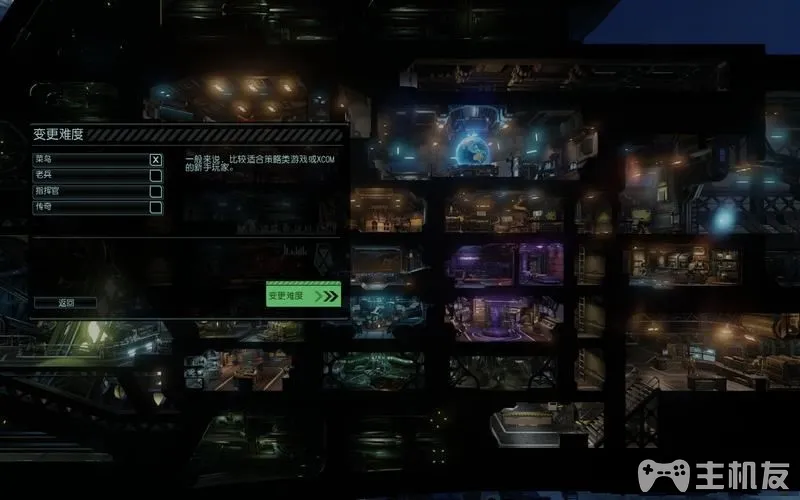 变更难度
菜鸟 X
老兵
指挥官
传奇
一般来说，比较适合策略类游戏或XCOM
的新手玩家。
返回
变更难度
主机友